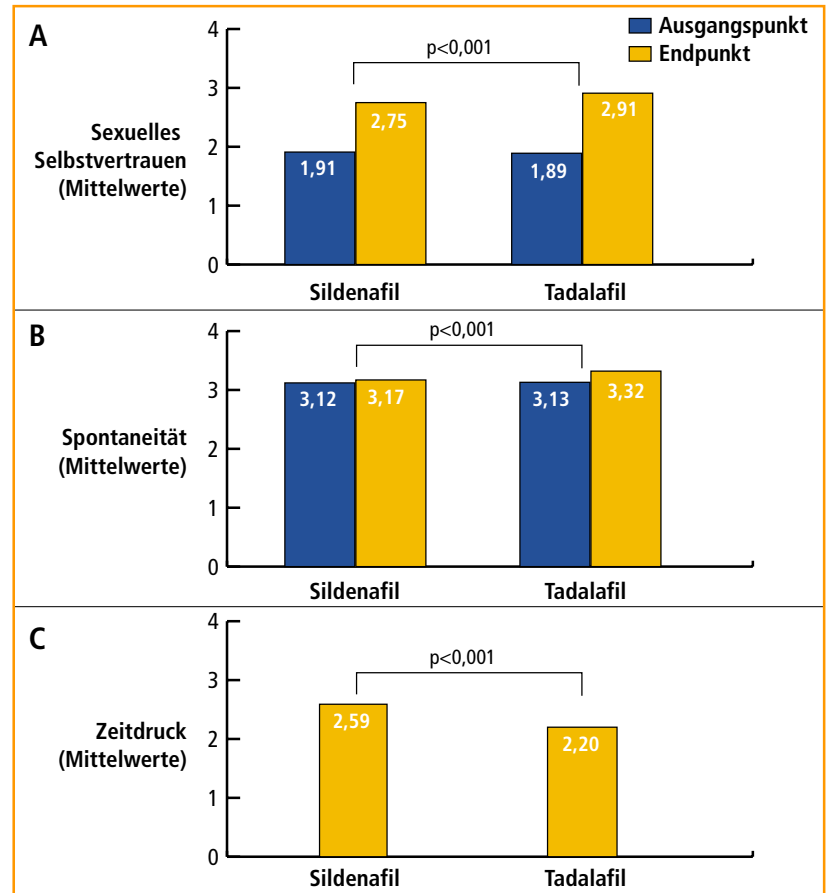 A
Ausgangspunkt
Endpunkt
p<0,001
4
3
2
1
0
Sexuelles
Selbstvertrauen
(Mittelwerte)
1,91
2,75
1,89
2,91
Sildenafil
Tadalafil
B
p<0,001
4
3
2
1
0
Spontaneität
(Mittelwerte)
3,12
3,17
3,13
3,32
Sildenafil
Tadalafil
C
p<0,001
4
3
2
1
0
Zeitdruck
(Mittelwerte)
2,59
2,20
Sildenafil
Tadalafil